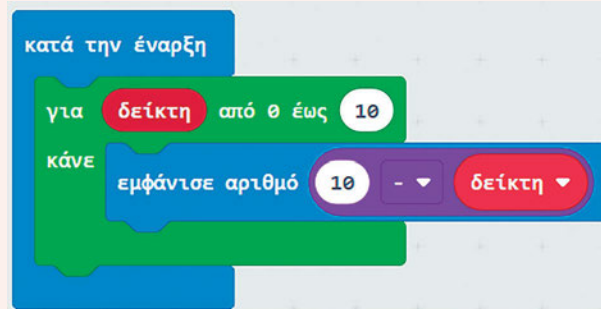 κατά την έναρξη
για δείκτη από 0 έως 10
κάνε
εμφάνισε αριθμό 10 - δείκτη